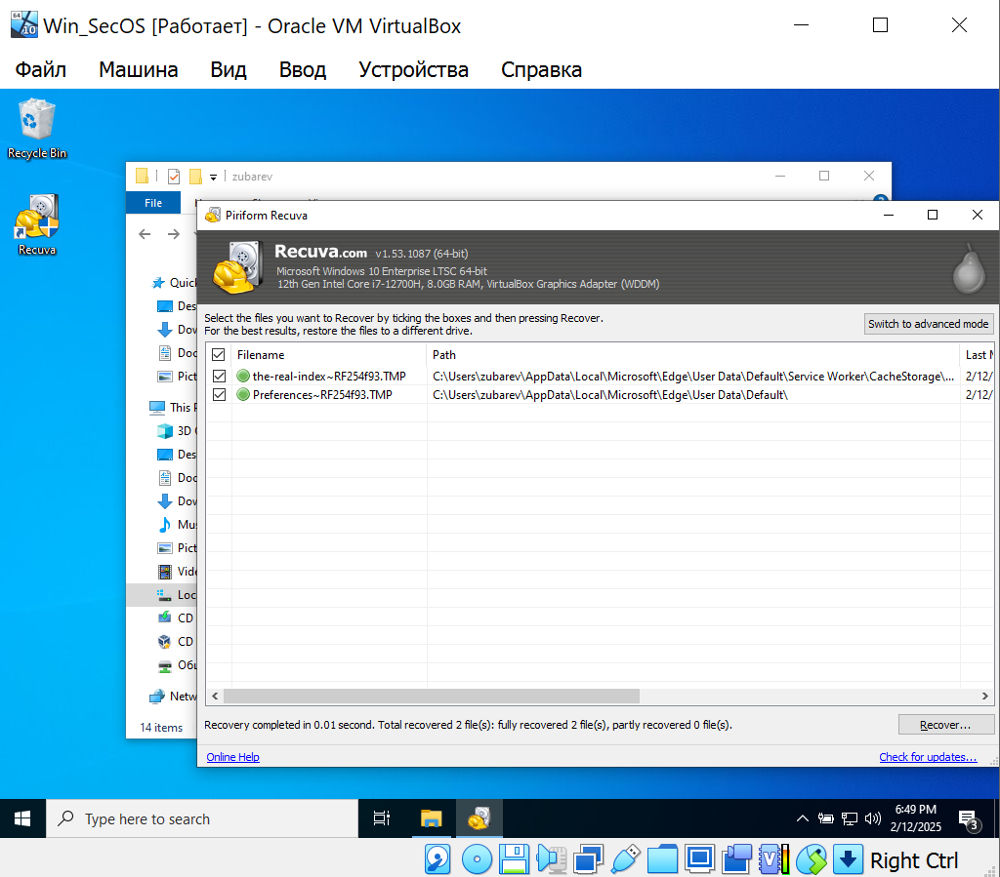 Win_SecOS [Работает] - Oracle VM VirtualBox
Файл Машина Вид Ввод Устройства Справка
Recycle Bin
Recuva
zubarev
File
Piriform Recuva
Recuva.com v1.53.1087 (64-bit)
Microsoft Windows 10 Enterprise LTSC 64-bit
12th Gen Intel Core i7-12700H, 8.0GB RAM, VirtualBox Graphics Adapter (WDDM)
Select the files you want to Recover by ticking the boxes and then pressing Recover.
For the best results, restore the files to a different drive.
Switch to advanced mode
Filename Path Last M
the-real-index~RF254f93.TMP C:\Users\zubarev\AppData\Local\Microsoft\Edge\User Data\Default\Service Worker\CacheStorage\... 2/12/
Preferences~RF254f93.TMP C:\Users\zubarev\AppData\Local\Microsoft\Edge\User Data\Default\ 2/12/
Quick
Des
Dow
Doc
Pict
This P
3D O
Des
Doc
Dow
Mus
Pict
Vide
Loc
CD
CD
Общ
Netw
14 items
Recovery completed in 0.01 second. Total recovered 2 file(s): fully recovered 2 file(s), partly recovered 0 file(s).
Recover...
Online Help
Check for updates...
Type here to search
6:49 PM
2/12/2025
3
Right Ctrl